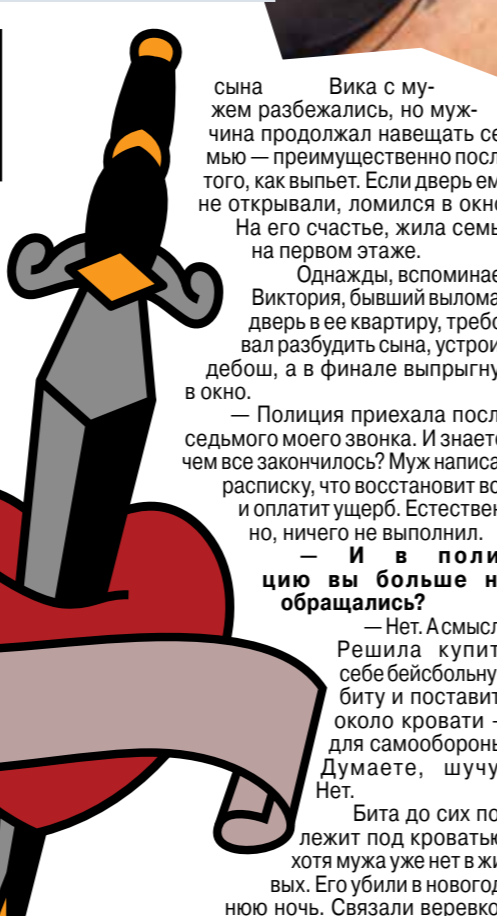 сына Вика с му-
жем разбежались, но муж-
чина продолжал навещать се
мью — преимущественно посл
того, как выпьет. Если дверь ем
не открывали, ломился в окно
На его счастье, жила семь
на первом этаже.
Однажды, вспоминае
Виктория, бывший вылома
дверь в ее квартиру, требо
вал разбудить сына, устрои
дебош, а в финале выпрыгну
в окно.
— Полиция приехала посл
седьмого моего звонка. И знаете
чем все закончилось? Муж написа
расписку, что восстановит вс
и оплатит ущерб. Естествен
но, ничего не выполнил.
— И в поли
цию вы больше н
обращались?
— Нет. А смысл
Решила купит
себе бейсбольну
биту и поставит
около кровати -
для самообороны
Думаете, шучу
Нет.
Бита до сих по
лежит под кроватью
хотя мужа уже нет в жи
вых. Его убили в новогод
нюю ночь. Связали веревко